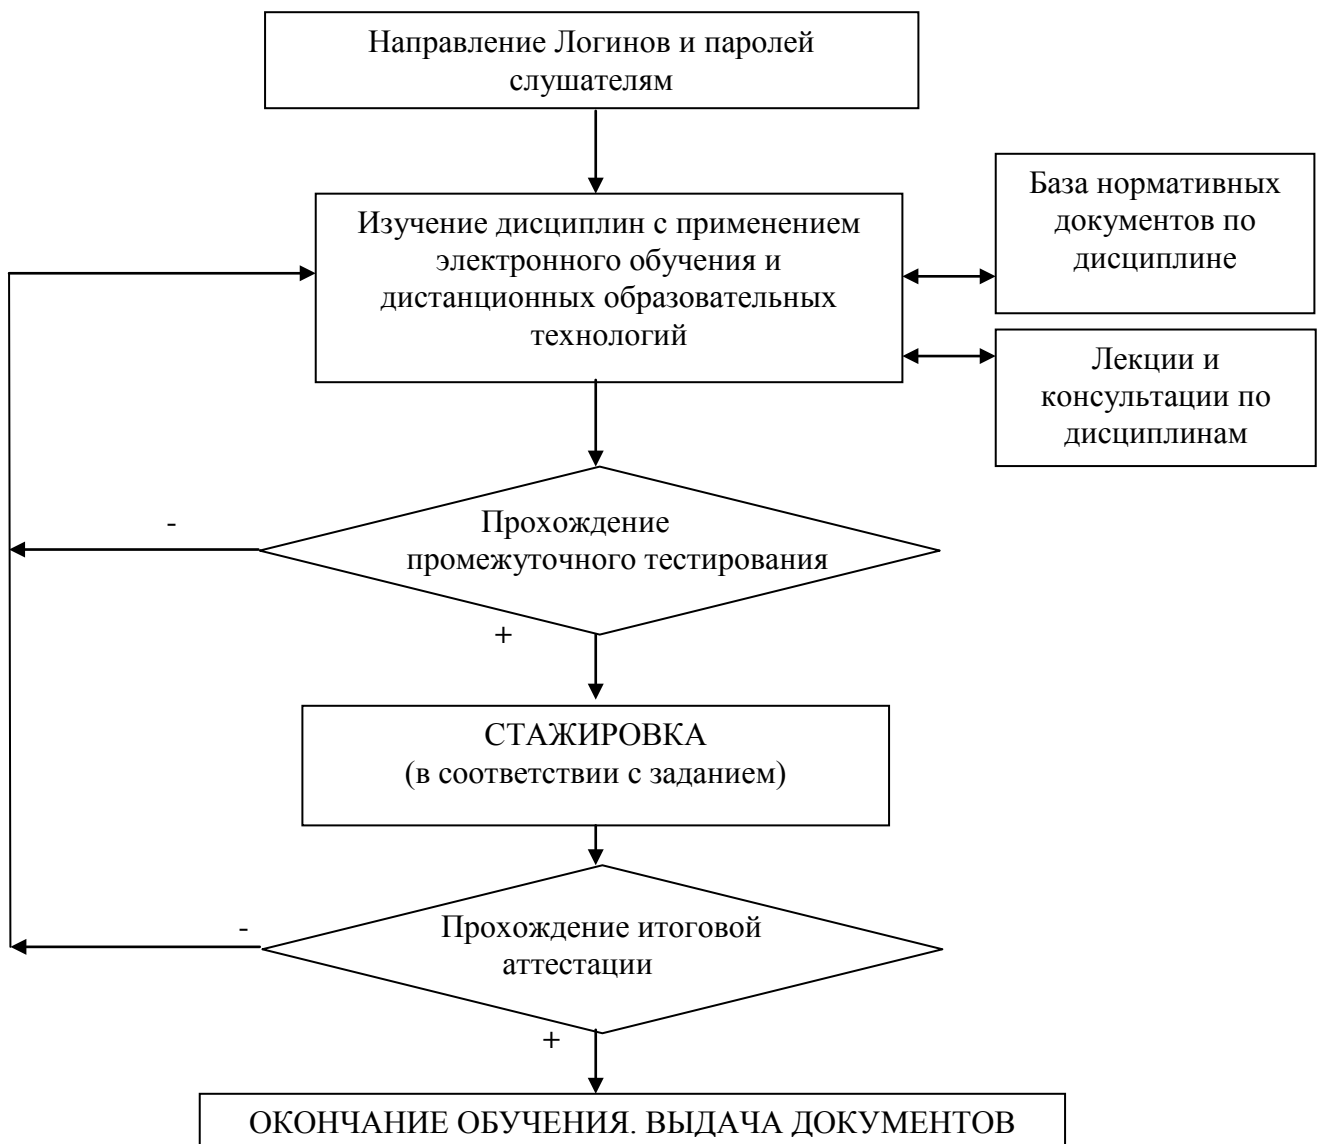 Направление Логинов и паролей
слушателям
База нормативных
документов по
дисциплине
Изучение дисциплин с применением
электронного обучения и
дистанционных образовательных
технологий
Лекции и
консультации по
дисциплинам
-
Прохождение
промежуточного тестирования
+
СТАЖИРОВКА
(в соответствии с заданием)
-
Прохождение итоговой
аттестации
+
ОКОНЧАНИЕ ОБУЧЕНИЯ. ВЫДАЧА ДОКУМЕНТОВ